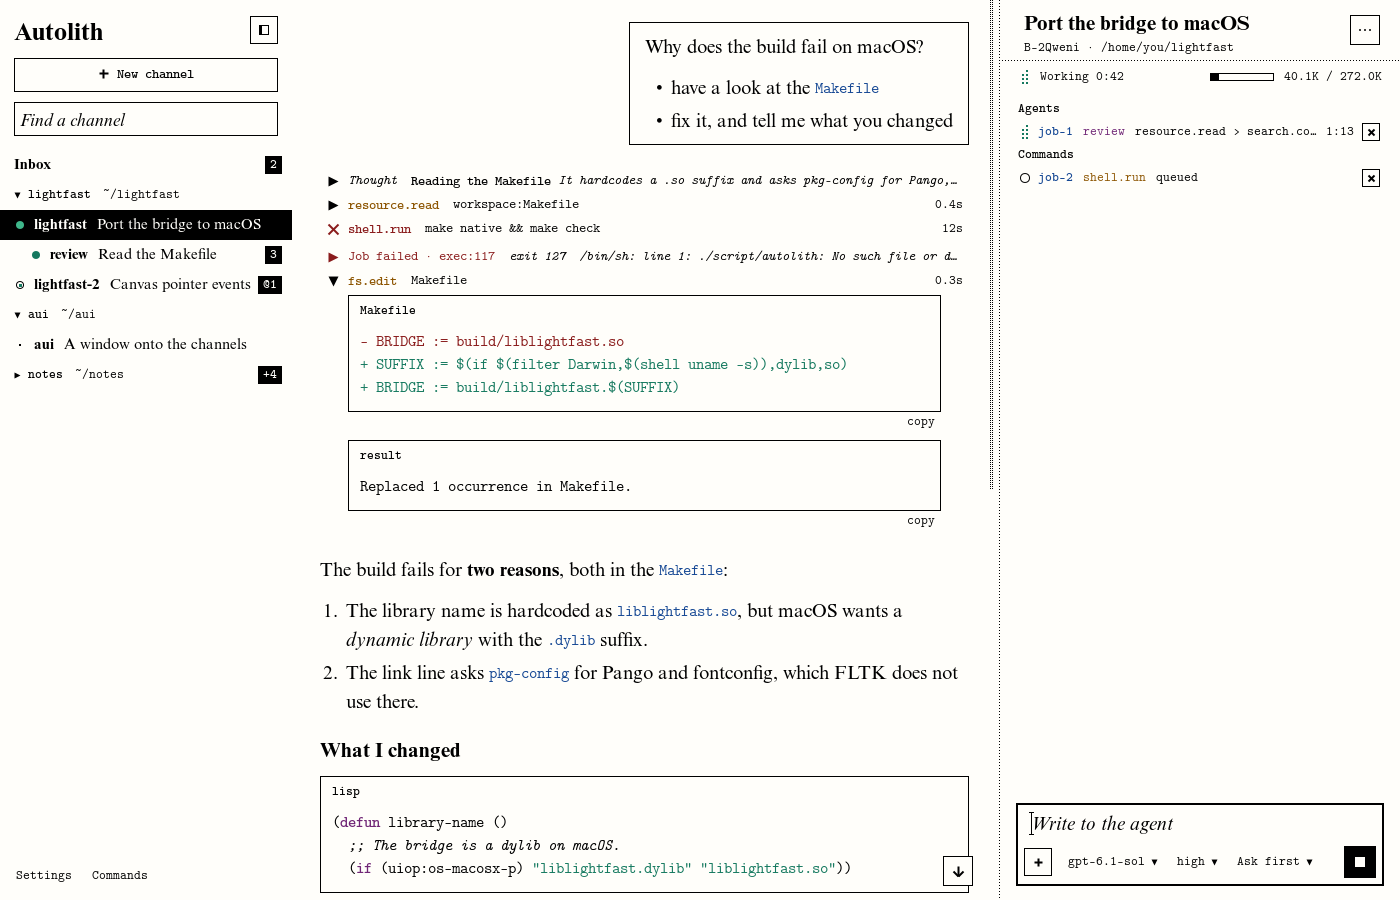 Autolith
+ New channel
Find a channel
Inbox 2
▼ lightfast ~/lightfast
lightfast Port the bridge to macOS
review Read the Makefile 3
lightfast-2 Canvas pointer events @1
▼ aui ~/aui
· aui A window onto the channels
▶ notes ~/notes +4
Settings Commands
Why does the build fail on macOS?
• have a look at the Makefile
• fix it, and tell me what you changed
▶ Thought Reading the Makefile It hardcodes a .so suffix and asks pkg-config for Pango,…
▶ resource.read workspace:Makefile 0.4s
✕ shell.run make native && make check 12s
▶ Job failed · exec:117 exit 127 /bin/sh: line 1: ./script/autolith: No such file or d…
▼ fs.edit Makefile 0.3s
Makefile
- BRIDGE := build/liblightfast.so
+ SUFFIX := $(if $(filter Darwin,$(shell uname -s)),dylib,so)
+ BRIDGE := build/liblightfast.$(SUFFIX)
copy
result
Replaced 1 occurrence in Makefile.
copy
The build fails for two reasons, both in the Makefile:
1. The library name is hardcoded as liblightfast.so, but macOS wants a
dynamic library with the .dylib suffix.
2. The link line asks pkg-config for Pango and fontconfig, which FLTK does not
use there.
What I changed
lisp
(defun library-name ()
;; The bridge is a dylib on macOS.
(if (uiop:os-macosx-p) "liblightfast.dylib" "liblightfast.so"))
Port the bridge to macOS
B-2Qweni · /home/you/lightfast
Working 0:42 40.1K / 272.0K
Agents
job-1 review resource.read > search.co… 1:13
Commands
job-2 shell.run queued
Write to the agent
+ gpt-6.1-sol ▼ high ▼ Ask first ▼